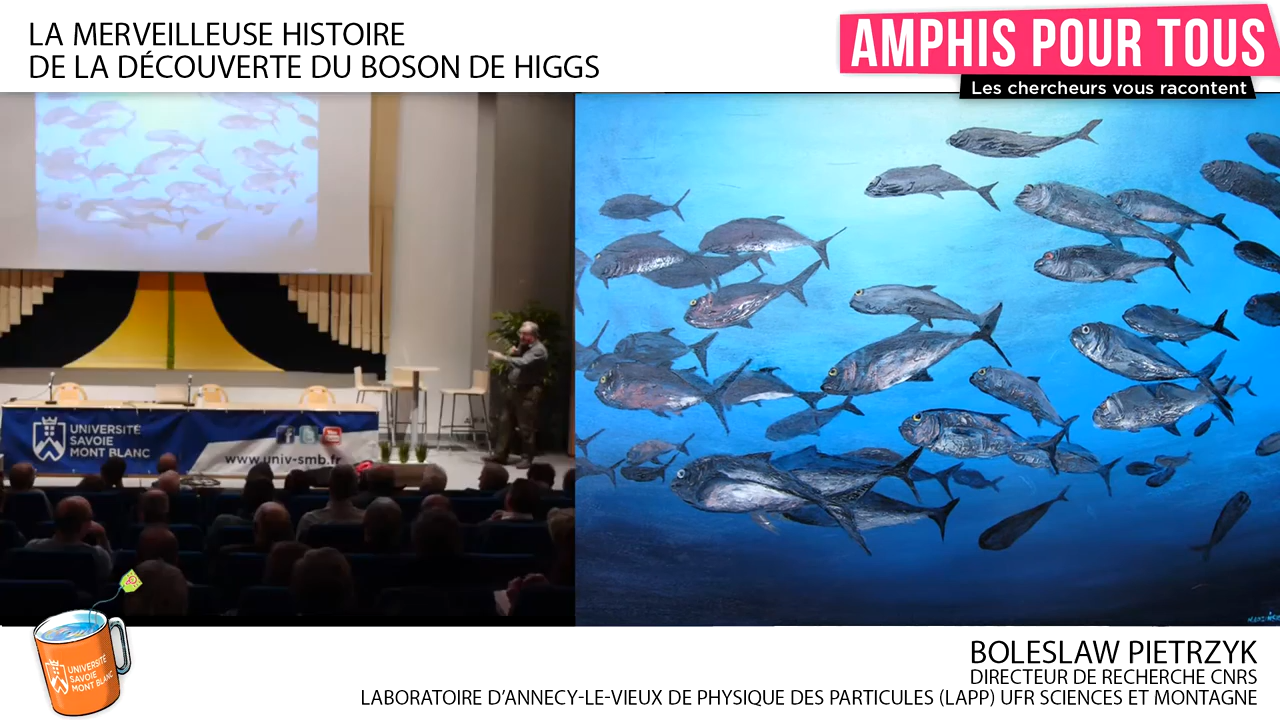 LA MERVEILLEUSE HISTOIRE
DE LA DÉCOUVERTE DU BOSON DE HIGGS
AMPHIS POUR TOUS
Les chercheurs vous racontent
UNIVERSITÉ
SAVOIE
MONT BLANC
www.univ-smb.fr
UNIVERSITÉ
SAVOIE
MONT BLANC
BOLESLAW PIETRZYK
DIRECTEUR DE RECHERCHE CNRS
LABORATOIRE D'ANNECY-LE-VIEUX DE PHYSIQUE DES PARTICULES (LAPP) UFR SCIENCES ET MONTAGNE